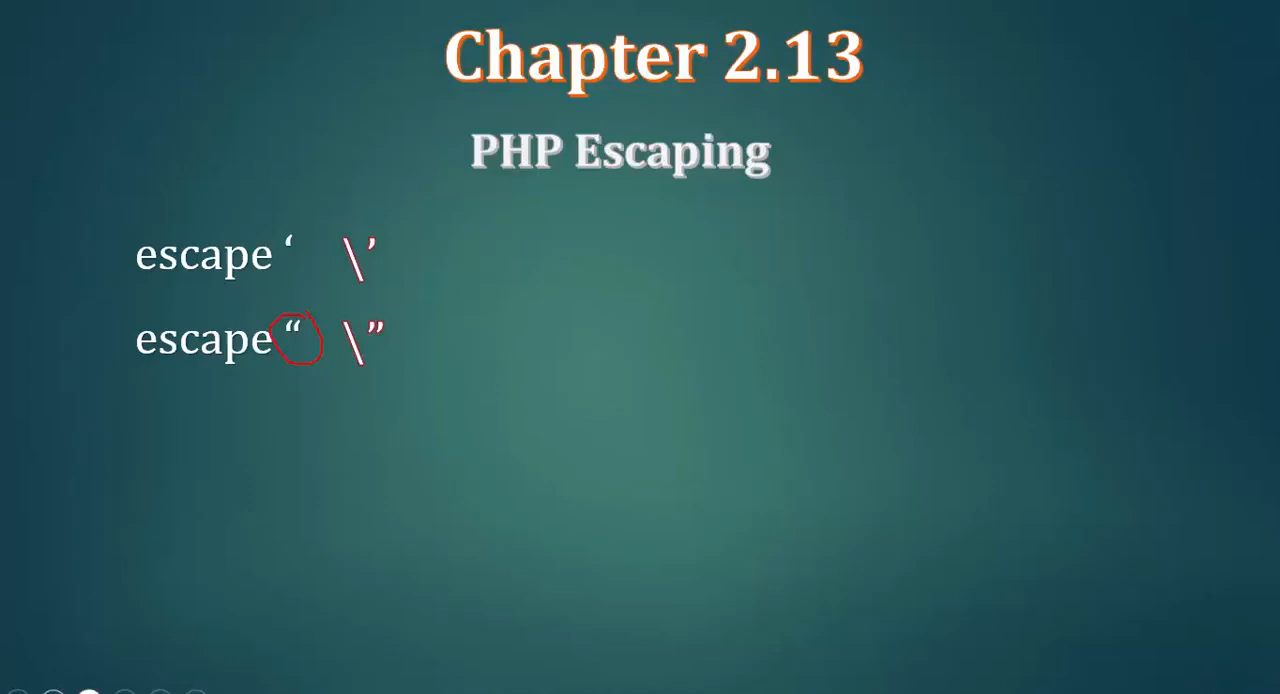 Chapter 2.13
PHP Escaping
escape ‘ \’
escape “ \”